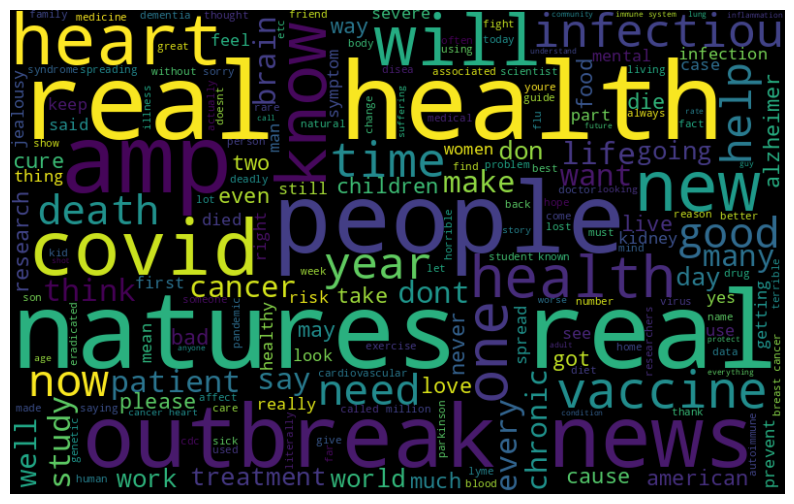 family medicine dementia thought friend etc severe way using today fight community immune system lung inflammation
heart will infectiou
great feel. brain body understand
syndrome spreading without sorry symptom associated scientist living mental infection
jealousy real health know disea youre guide case food help
keep illness actually doesnt rare change natural suffering medical flu part die always fact alzheimer
said man call future rate
show person women find problem best guy
cure amp two time don life going
thing deadly make doctor looking want new
even still children back hope reason better
research death lot died right horrible come lost must live many good
covid people story mind kidney
kid year let student known health day drug terrible
think first son someone cancer week risk take dont worse number virus yes getting
age eradicated natures real pandemic healthy never one spread name use
mean bad may look exercise see home researchers data
anyone cardiovascular got adult protect everything
now patient say need love diet breast cancer
made please really called million every chronic vaccine
saying cancer heart affect care condition thank prevent
well study genetic cdc sick literally give parkinson autoimmune
outbreak news
used far lyme
human work treatment world much blood cause american